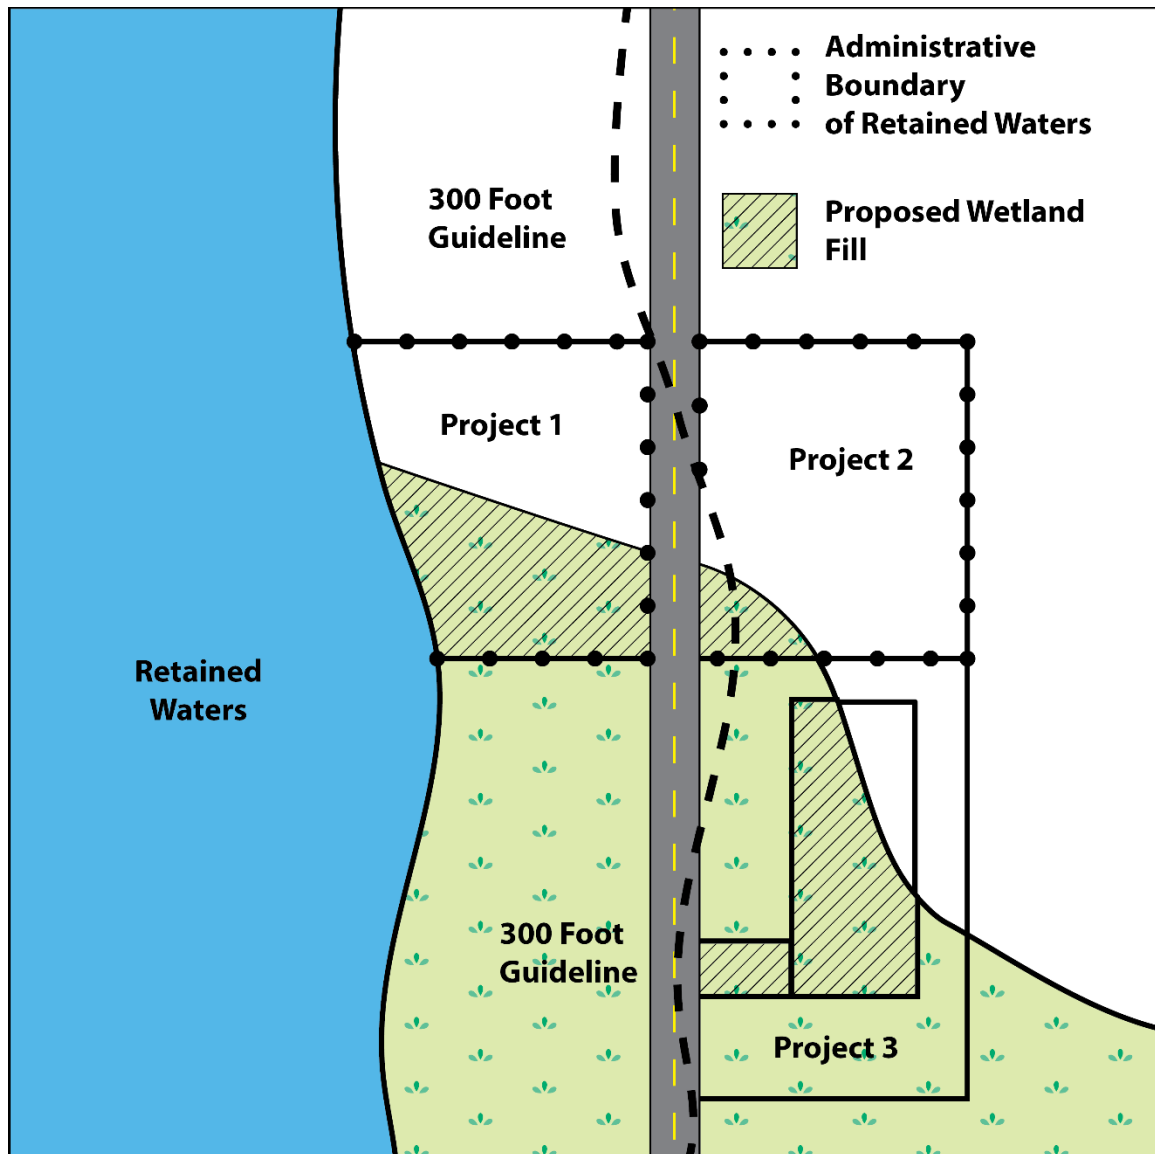 Administrative
Boundary
of Retained Waters
300 Foot
Guideline
Proposed Wetland
Fill
Project 1
Project 2
Retained
Waters
300 Foot
Guideline
Project 3